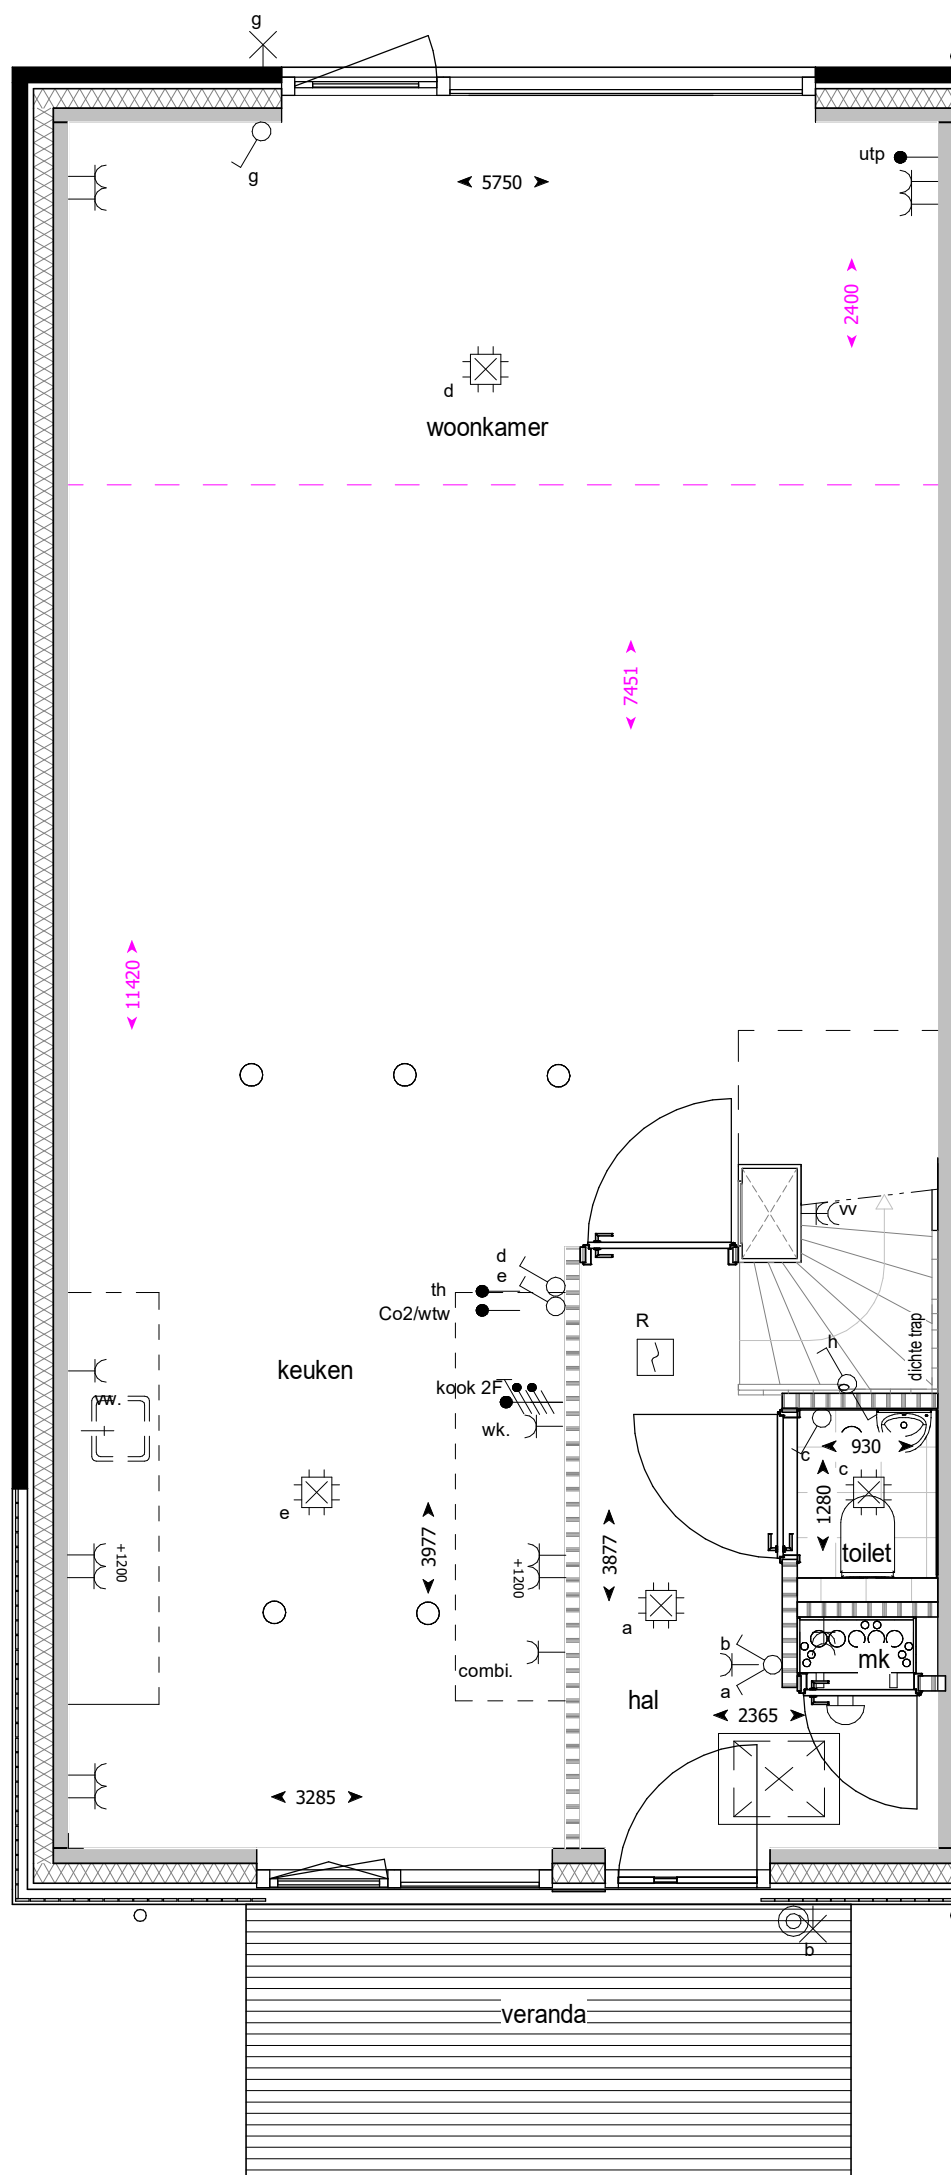 g
g
utp
5750
2400
d
woonkamer
7451
11420
vv
d
e
th
Co2/wtw
R
h
dichte trap
keuken
kook 2F
vw.
wk.
c
930
c
1280
e
3977
3877
+1200
+1200
toilet
a
b
combi.
mk
a
hal
2365
3285
b
veranda